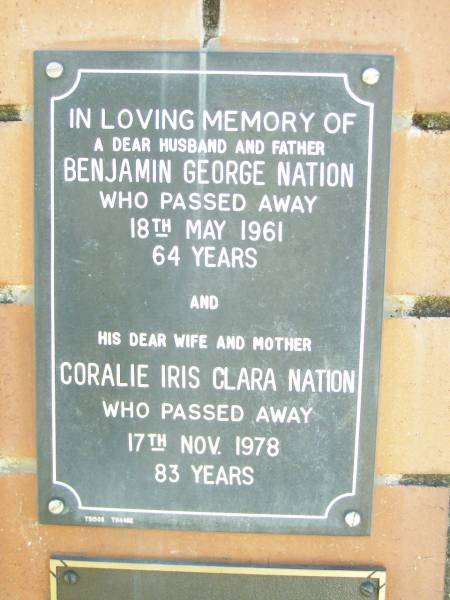 IN LOVING MEMORY OF
A DEAR HUSBAND AND FATHER
BENJAMIN GEORGE NATION
WHO PASSED AWAY
18TH MAY 1961
64 YEARS
AND
HIS DEAR WIFE AND MOTHER
CORALIE IRIS CLARA NATION
WHO PASSED AWAY
17TH NOV. 1978
83 YEARS